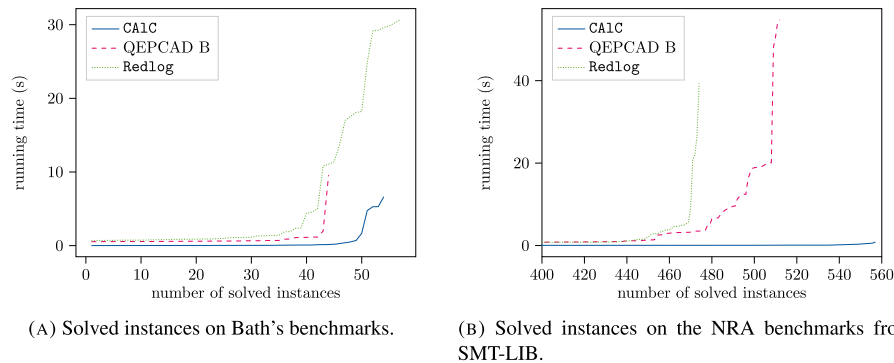 CAlC
QEPCAD B
Redlog
running time (s)
30
20
10
0
0
10
20
30
40
50
number of solved instances
(A) Solved instances on Bath's benchmarks.
CAlC
QEPCAD B
Redlog
running time (s)
40
20
0
400
420
440
460
480
500
520
540
560
number of solved instances
(B) Solved instances on the NRA benchmarks fro
SMT-LIB.